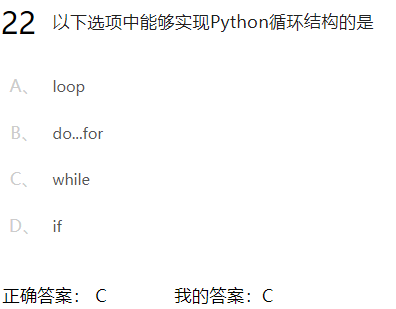 22 以下选项中能够实现Python循环结构的是
A、 loop
B、 do...for
C、 while
D、 if
正确答案： C 我的答案：C